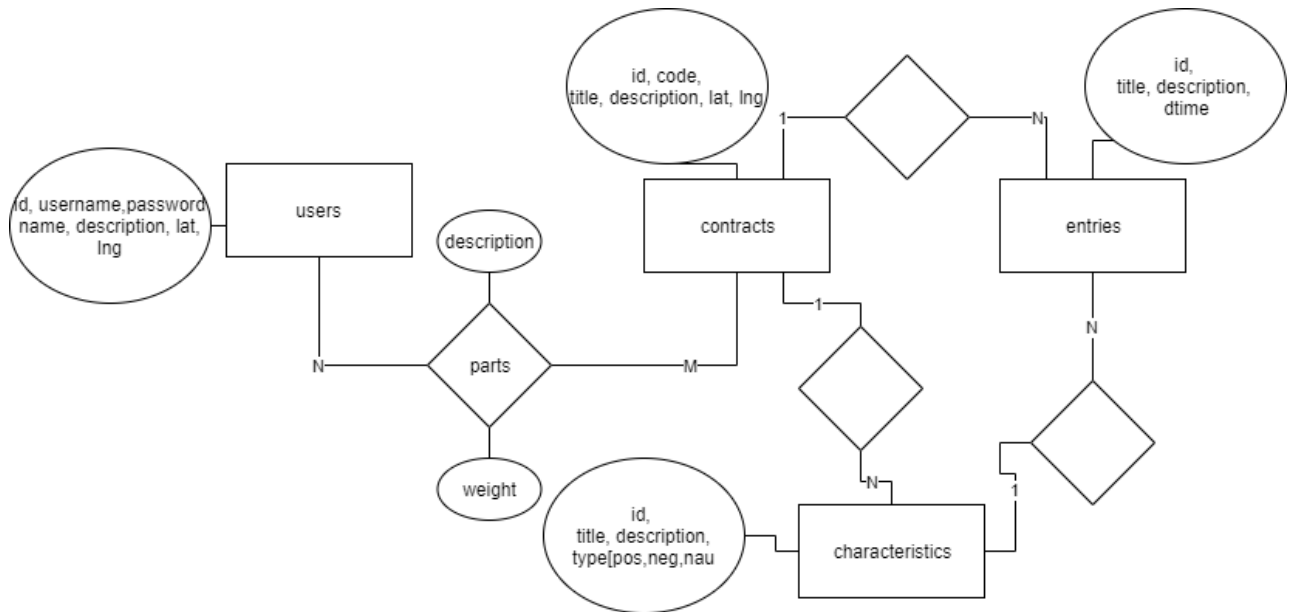 id, code,
title, description, lat, lng
id,
title, description,
dtime
1
N
id, username,password
name, description, lat,
lng
users
contracts
entries
description
1
N
parts
N
M
weight
N
1
id,
title, description,
type[pos,neg,nau
characteristics